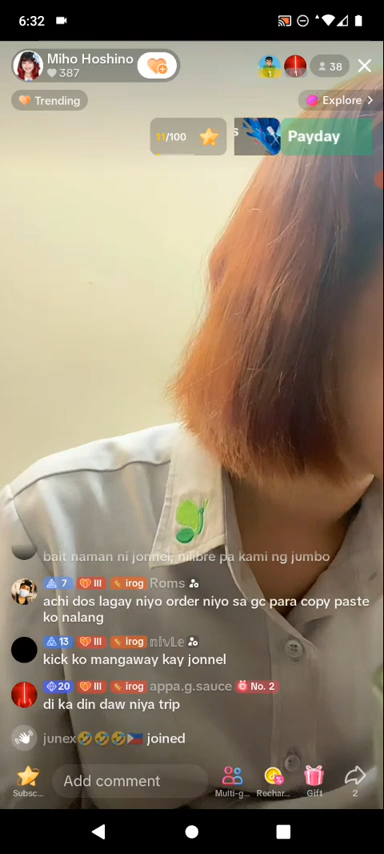 6:32
Miho Hoshino
387
38
Trending
Explore
11/100
s
Payday
bait naman ni jonnel, nilibre pa kami ng jumbo
7 III irog Roms
achi dos lagay niyo order niyo sa gc para copy paste
ko nalang
13 III irog 𝕟𝕚𝕧𝕃𝕖
kick ko mangaway kay jonnel
20 III irog appa.g.sauce No. 2
di ka din daw niya trip
junex🤣🤣🤣🇵🇭 joined
Subsc...
Add comment
Multi-g...
Rechar...
Gift
2